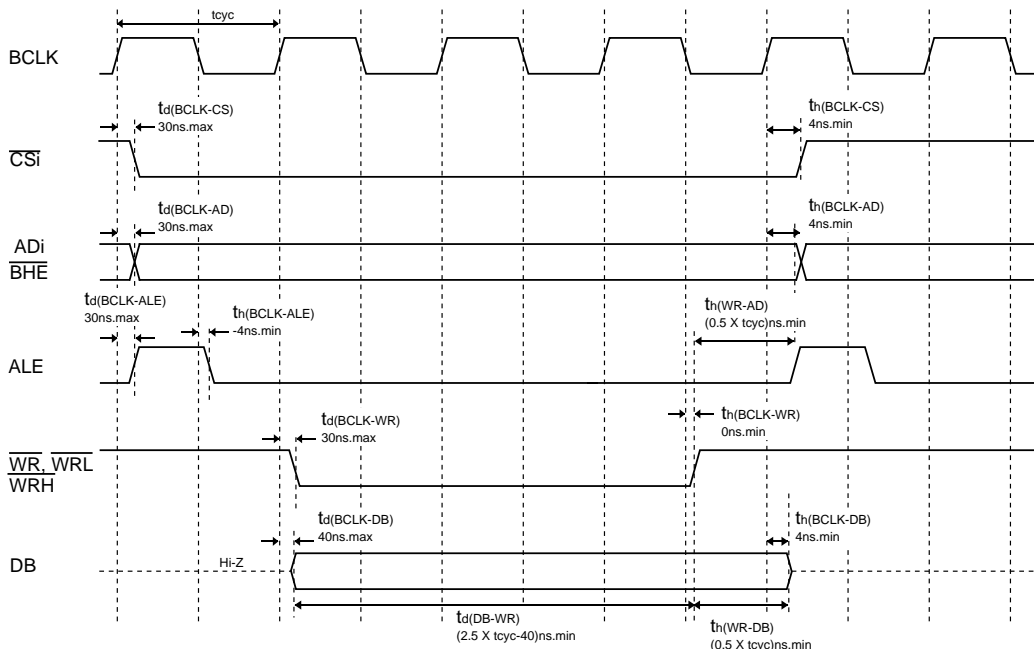 tcyc
BCLK
td(BCLK-CS)
30ns.max
th(BCLK-CS)
4ns.min
CSi
td(BCLK-AD)
30ns.max
th(BCLK-AD)
4ns.min
ADi
BHE
td(BCLK-ALE)
30ns.max
th(BCLK-ALE)
-4ns.min
th(WR-AD)
(0.5 X tcyc)ns.min
ALE
td(BCLK-WR)
30ns.max
th(BCLK-WR)
0ns.min
WR, WRL
WRH
td(BCLK-DB)
40ns.max
th(BCLK-DB)
4ns.min
DB
Hi-Z
td(DB-WR)
(2.5 X tcyc-40)ns.min
th(WR-DB)
(0.5 X tcyc)ns.min